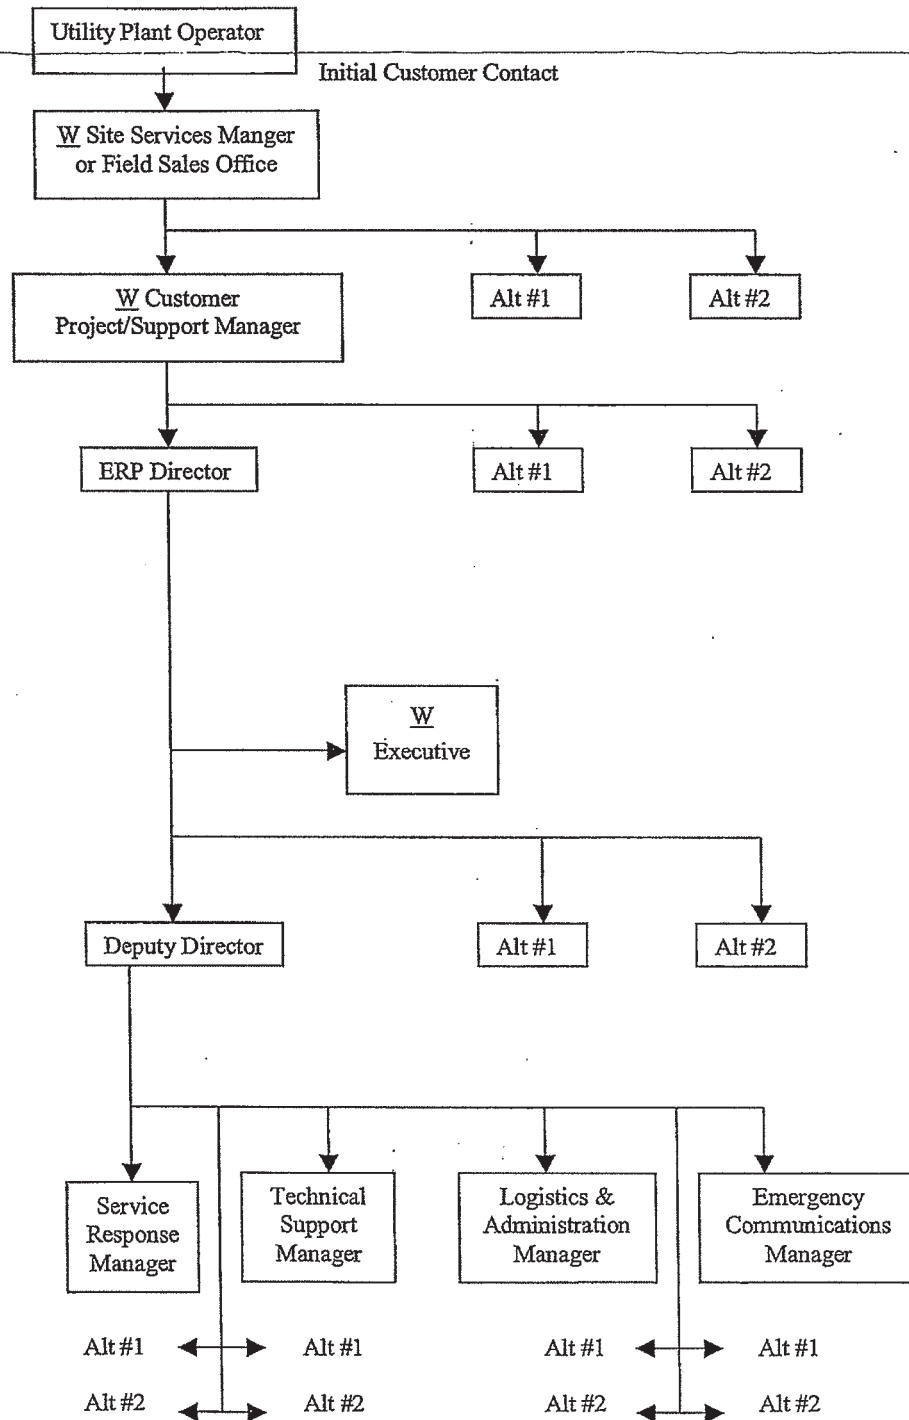 Utility Plant Operator
Initial Customer Contact
W Site Services Manger
or Field Sales Office
W Customer
Project/Support Manager
Alt #1
Alt #2
ERP Director
Alt #1
Alt #2
W
Executive
Deputy Director
Alt #1
Alt #2
Service
Response
Manager
Technical
Support
Manager
Logistics &
Administration
Manager
Emergency
Communications
Manager
Alt #1
Alt #1
Alt #1
Alt #1
Alt #2
Alt #2
Alt #2
Alt #2